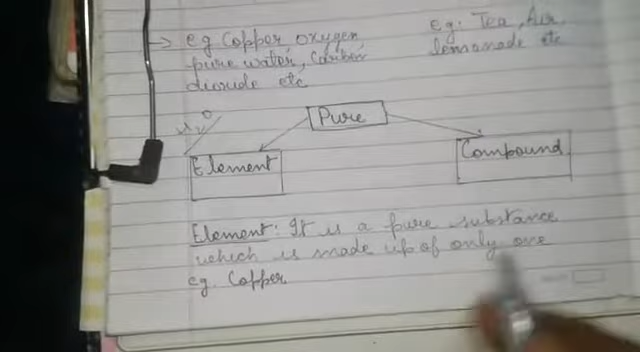 → eg Copper oxygen
pure water, Carbon
dioxide etc
eg: Tea, Air,
lemonade etc
Pure
Element
Compound
Element: It is a pure substance
which is made up of only one
eg. Copper